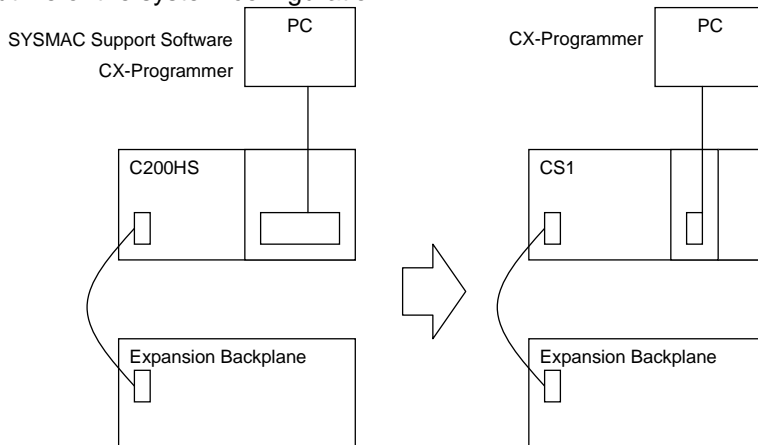 PC
SYSMAC Support Software
CX-Programmer
C200HS
Expansion Backplane
PC
CX-Programmer
CS1
Expansion Backplane